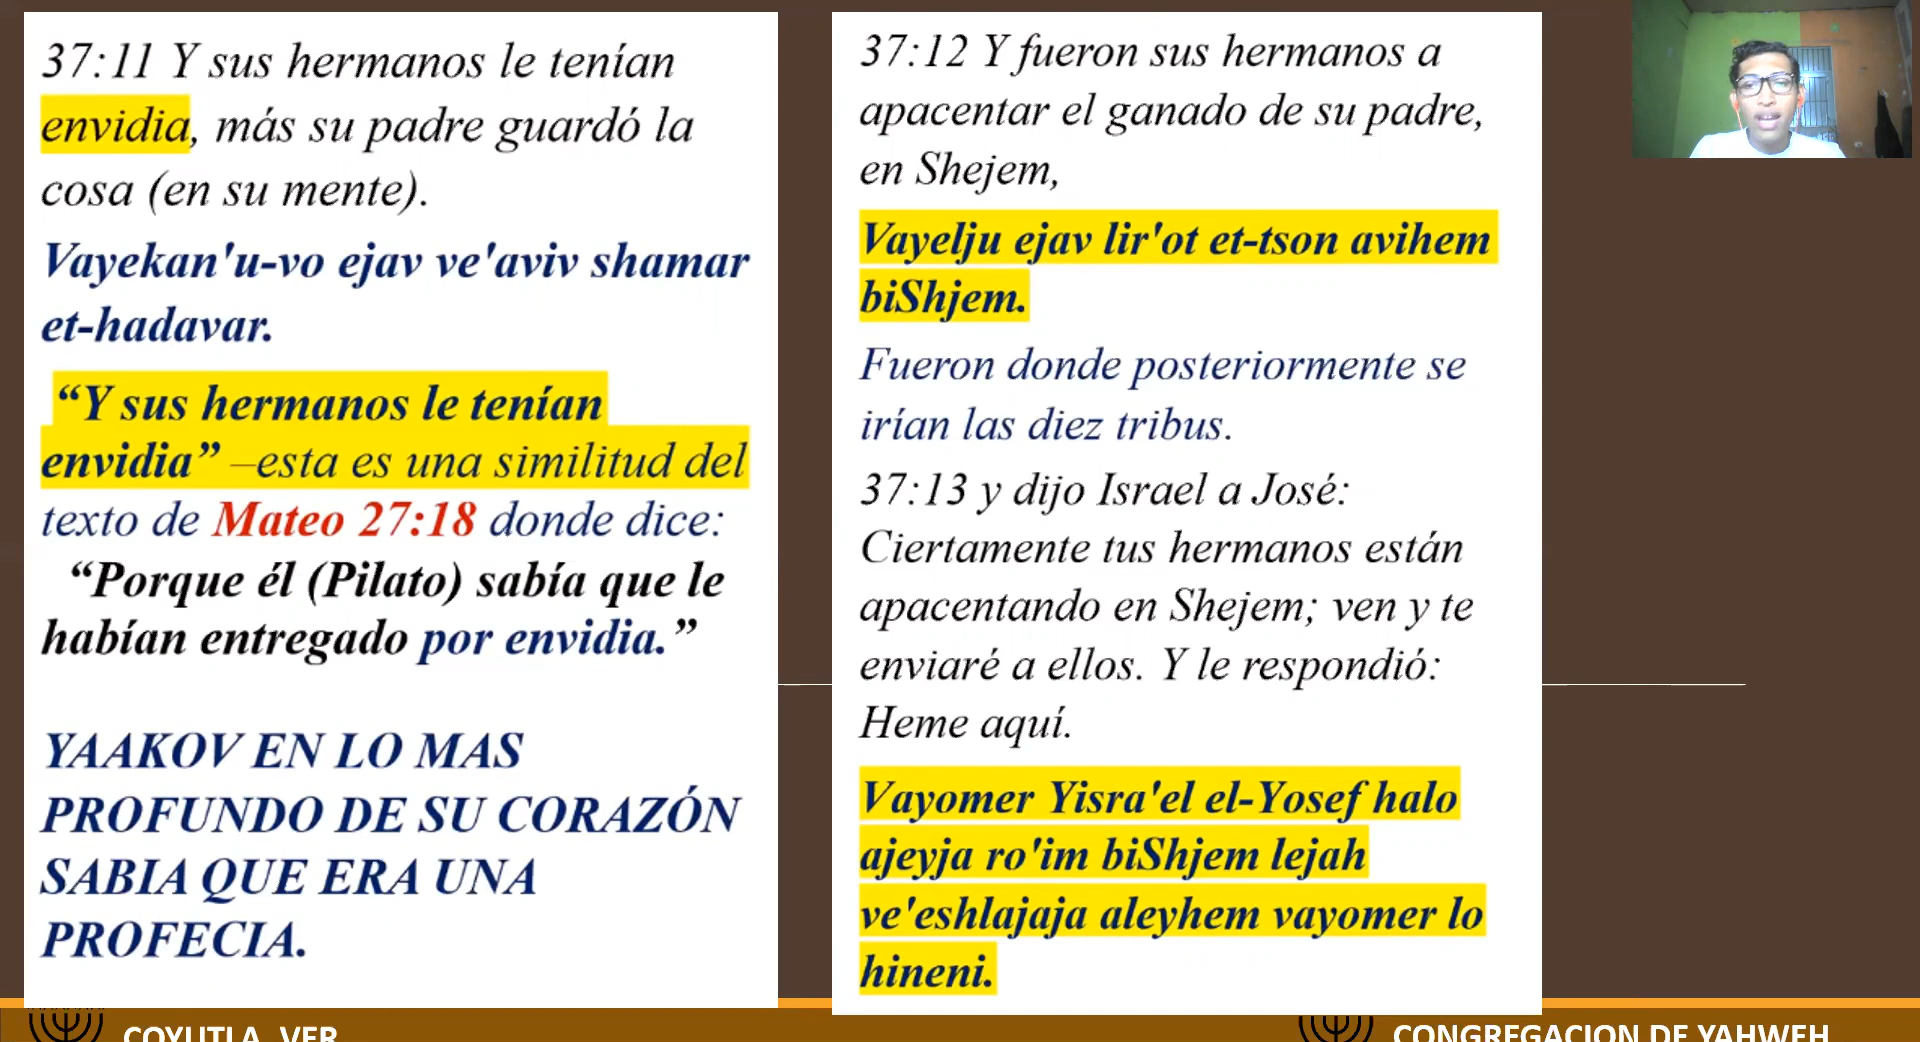 37:11 Y sus hermanos le tenían
envidia, más su padre guardó la
cosa (en su mente).
Vayekan'u-vo ejav ve'aviv shamar
et-hadavar.
“Y sus hermanos le tenían
envidia” –esta es una similitud del
texto de Mateo 27:18 donde dice:
“Porque él (Pilato) sabía que le
habían entregado por envidia.”
YAAKOV EN LO MAS
PROFUNDO DE SU CORAZÓN
SABIA QUE ERA UNA
PROFECIA.
37:12 Y fueron sus hermanos a
apacentar el ganado de su padre,
en Shejem,
Vayelju ejav lir'ot et-tson avihem
biShjem.
Fueron donde posteriormente se
irían las diez tribus.
37:13 y dijo Israel a José:
Ciertamente tus hermanos están
apacentando en Shejem; ven y te
enviaré a ellos. Y le respondió:
Heme aquí.
Vayomer Yisra'el el-Yosef halo
ajeyja ro'im biShjem lejah
ve'eshlajaja aleyhem vayomer lo
hineni.
COYUTLA, VER
CONGREGACION DE YAHWEH